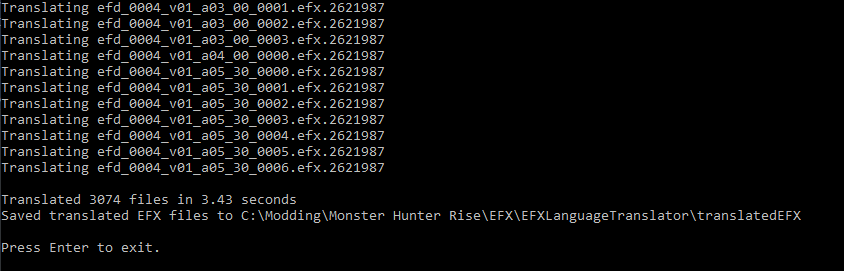 Translating efd_0004_v01_a03_00_0001.efx.2621987
Translating efd_0004_v01_a03_00_0002.efx.2621987
Translating efd_0004_v01_a03_00_0003.efx.2621987
Translating efd_0004_v01_a04_00_0000.efx.2621987
Translating efd_0004_v01_a05_30_0000.efx.2621987
Translating efd_0004_v01_a05_30_0001.efx.2621987
Translating efd_0004_v01_a05_30_0002.efx.2621987
Translating efd_0004_v01_a05_30_0003.efx.2621987
Translating efd_0004_v01_a05_30_0004.efx.2621987
Translating efd_0004_v01_a05_30_0005.efx.2621987
Translating efd_0004_v01_a05_30_0006.efx.2621987
Translated 3074 files in 3.43 seconds
Saved translated EFX files to C:\Modding\Monster Hunter Rise\EFX\EFXLanguageTranslator\translatedEFX
Press Enter to exit.